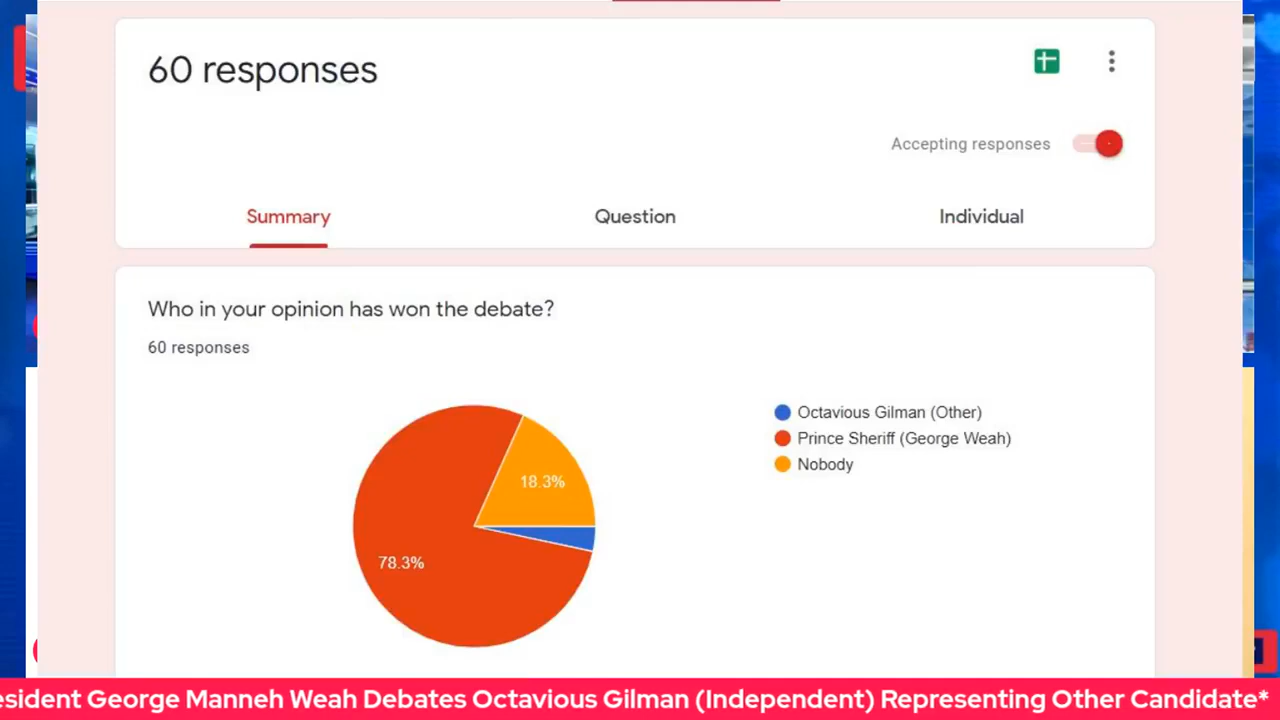 60 responses
Accepting responses
Summary
Question
Individual
Who in your opinion has won the debate?
60 responses
Octavious Gilman (Other)
Prince Sheriff (George Weah)
Nobody
18.3%
78.3%
esident George Manneh Weah Debates Octavious Gilman (Independent) Representing Other Candidate*